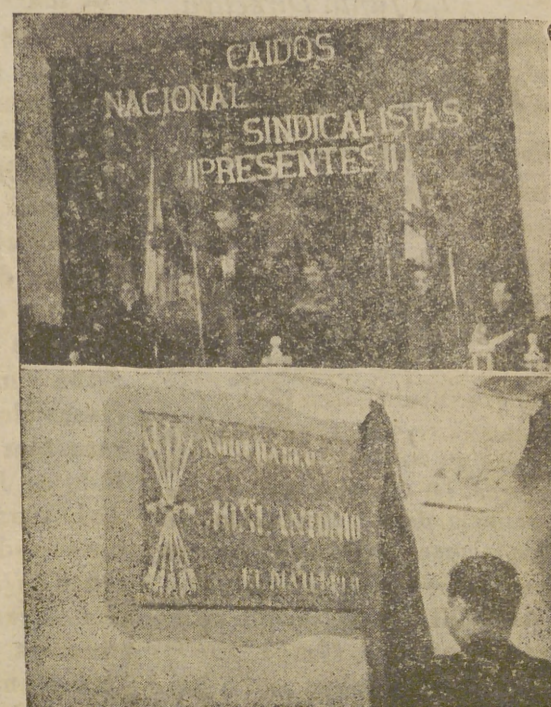 CAIDOS
NACIONAL
SINDICALISTAS
¡¡PRESENTES!!
JOSE ANTONIO